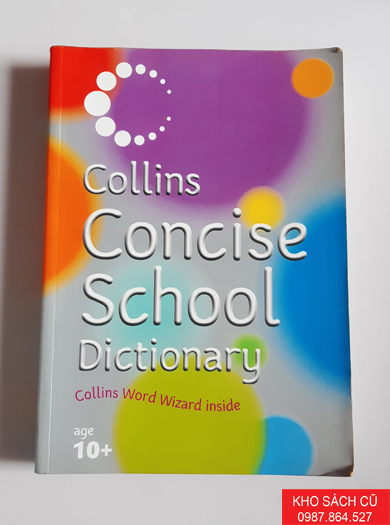 Collins
Concise
School
Dictionary
Collins Word Wizard inside
age
10+
KHO SÁCH CŨ
0987.864.527